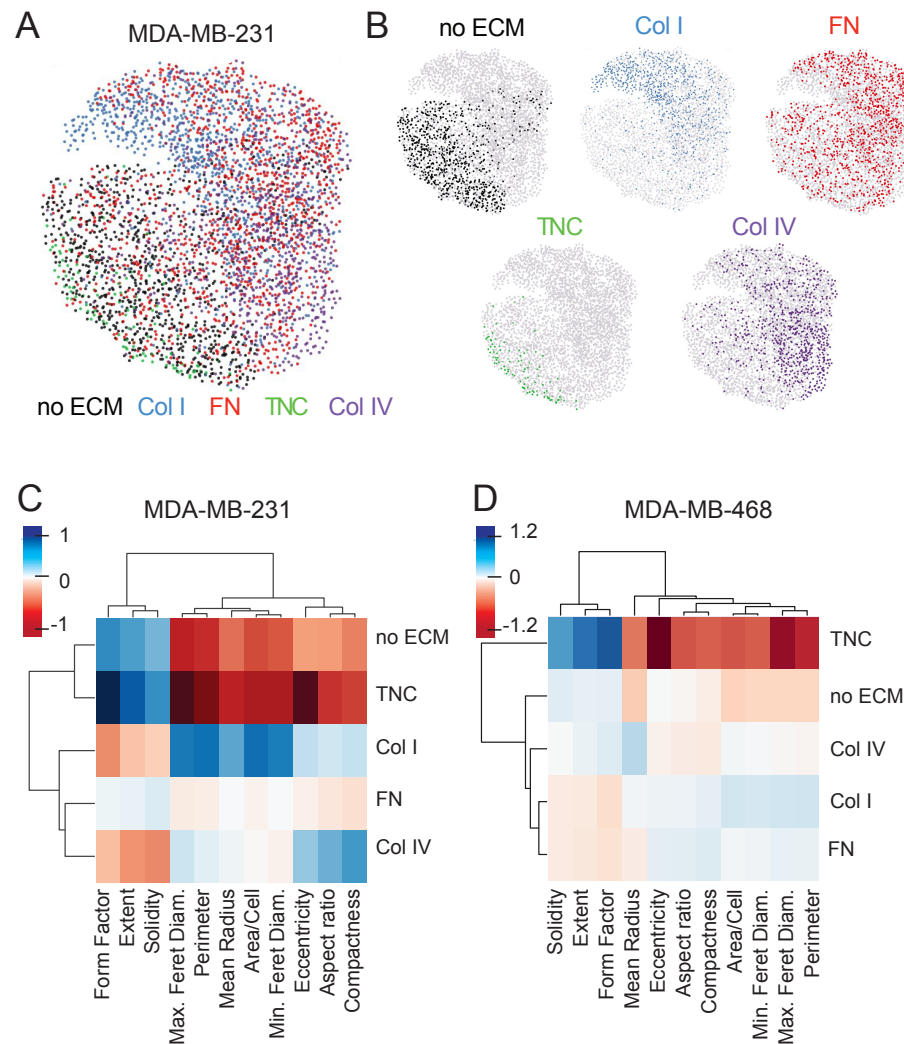 A
MDA-MB-231
no ECM Col I FN TNC Col IV
B
no ECM
Col I
FN
TNC
Col IV
C
MDA-MB-231
1
0
-1
no ECM
TNC
Col I
FN
Col IV
Form Factor
Extent
Solidity
Max. Feret Diam.
Perimeter
Mean Radius
Area/Cell
Min. Feret Diam.
Eccentricity
Aspect ratio
Compactness
D
MDA-MB-468
1.2
0
-1.2
TNC
no ECM
Col IV
Col I
FN
Solidity
Extent
Form Factor
Mean Radius
Eccentricity
Aspect ratio
Compactness
Area/Cell
Min. Feret Diam.
Max. Feret Diam.
Perimeter